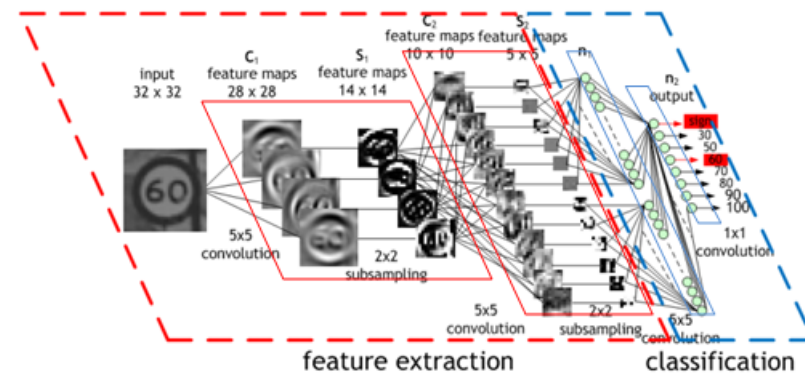 input
32 x 32
C1
feature maps
28 x 28
S1
feature maps
14 x 14
C2
feature maps
10 x 10
S2
feature maps
5 x 5
n1
n2
output
sign
30
50
60
70
80
90
100
60
5x5
convolution
2x2
subsampling
5x5
convolution
2x2
subsampling
5x5
convolution
1x1
convolution
feature extraction
classification